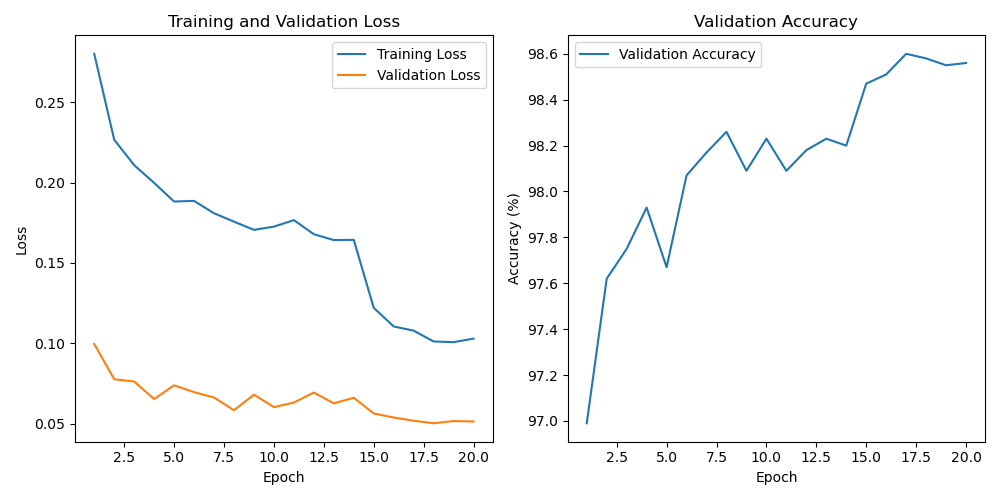 Training and Validation Loss
Training Loss
Validation Loss
0.25
0.20
0.15
0.10
0.05
Loss
2.5 5.0 7.5 10.0 12.5 15.0 17.5 20.0
Epoch
Validation Accuracy
Validation Accuracy
98.6
98.4
98.2
98.0
97.8
97.6
97.4
97.2
97.0
Accuracy (%)
2.5 5.0 7.5 10.0 12.5 15.0 17.5 20.0
Epoch